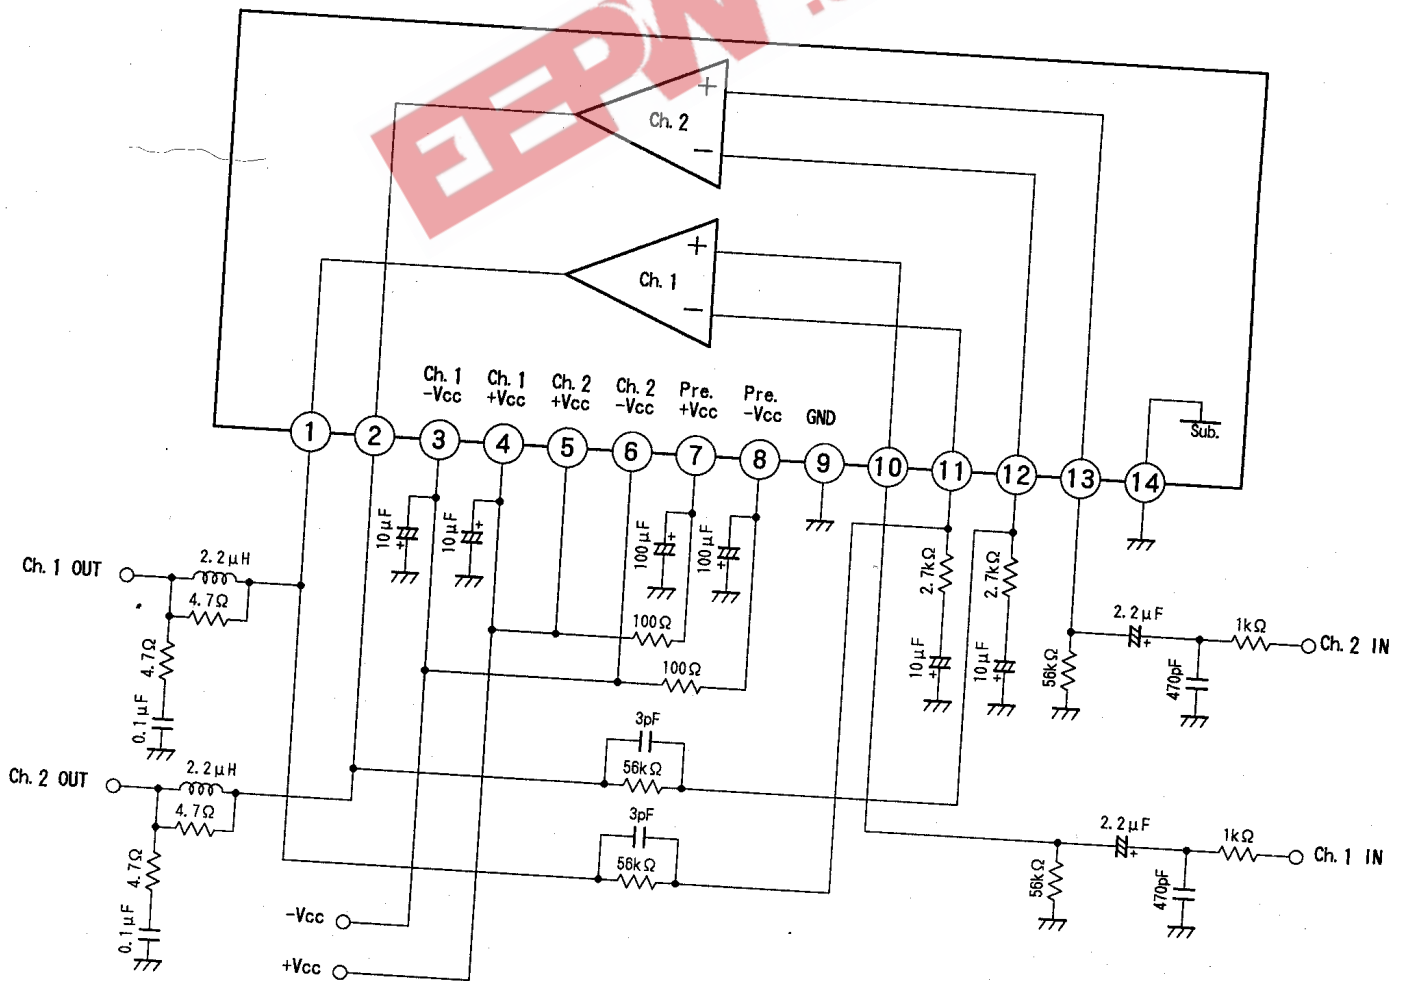 EEPW
+
Ch. 2
−
+
Ch. 1
−
Ch. 1
-Vcc
Ch. 1
+Vcc
Ch. 2
+Vcc
Ch. 2
-Vcc
Pre.
+Vcc
Pre.
-Vcc
GND
Sub.
1
2
3
4
5
6
7
8
9
10
11
12
13
14
10μF
+
10μF
+
100μF
+
100μF
+
2.7kΩ
2.7kΩ
Ch. 1 OUT
2.2μH
4.7Ω
4.7Ω
0.1μF
100Ω
100Ω
10μF
+
10μF
+
56kΩ
2.2μF
+
1kΩ
Ch. 2 IN
470pF
Ch. 2 OUT
2.2μH
4.7Ω
4.7Ω
0.1μF
3pF
56kΩ
3pF
56kΩ
2.2μF
+
1kΩ
Ch. 1 IN
56kΩ
470pF
-Vcc
+Vcc